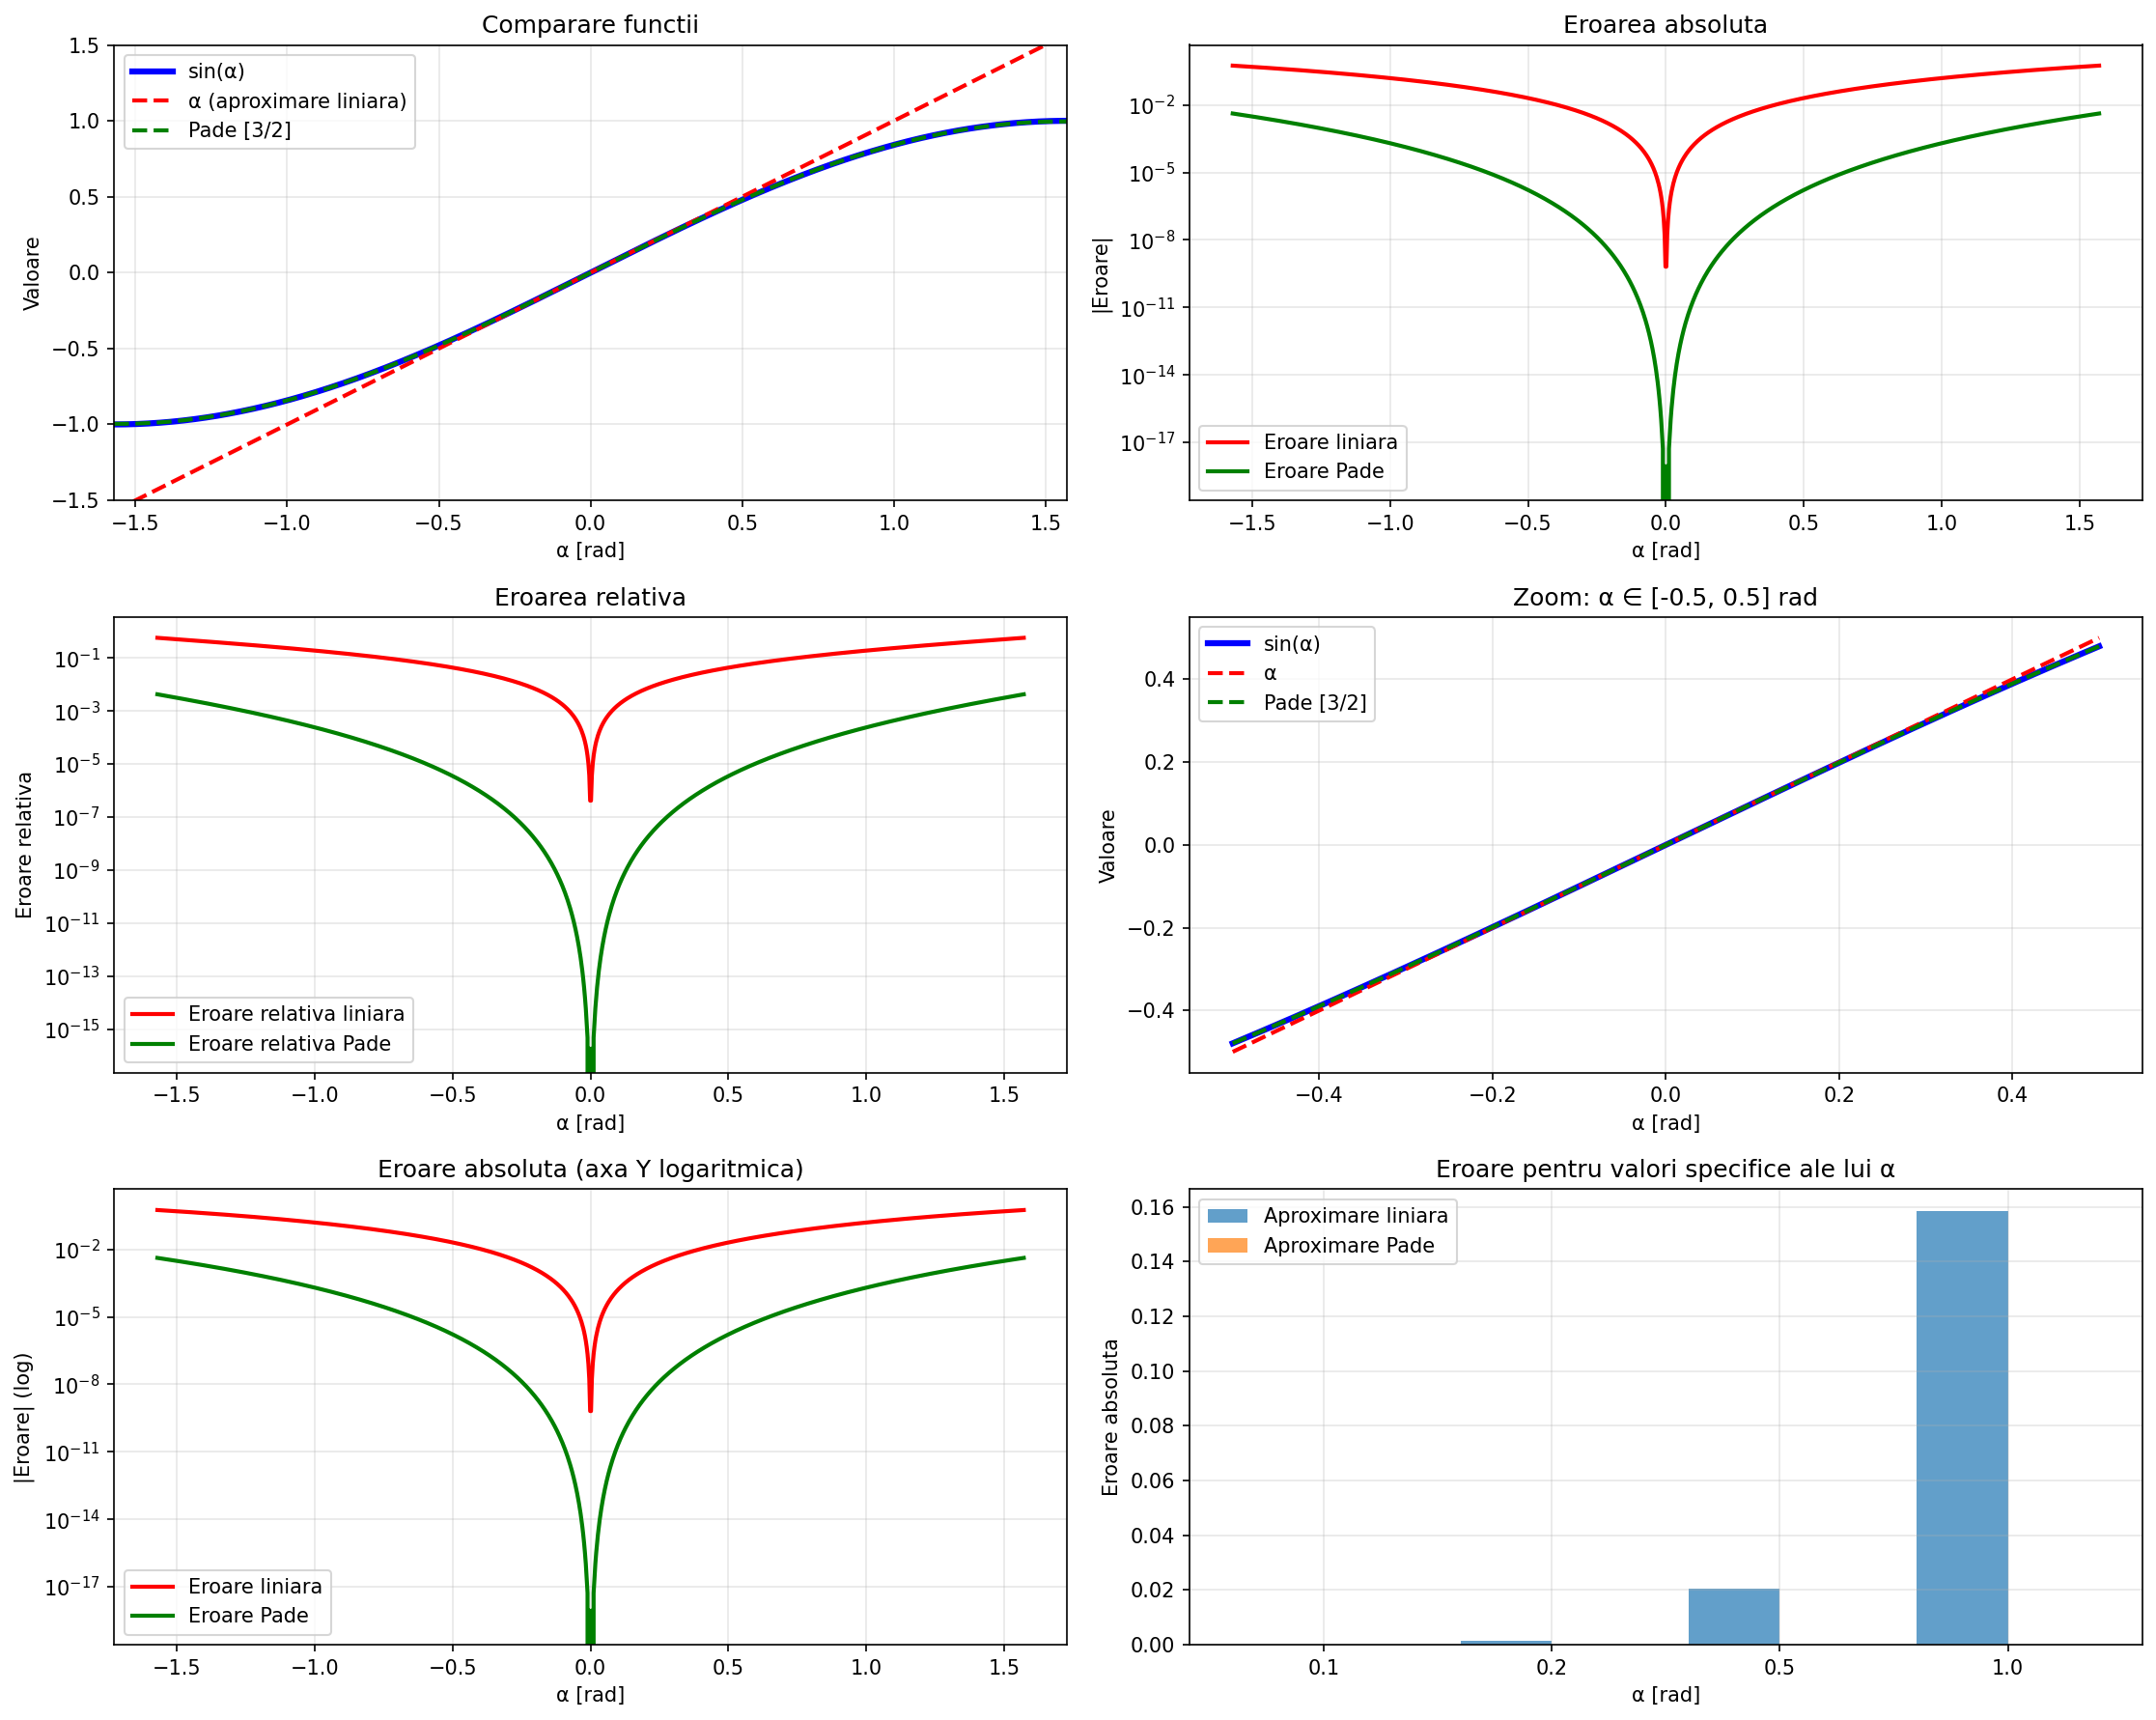 Comparare functii
1.5
1.0
0.5
0.0
−0.5
−1.0
−1.5
Valoare
sin(α)
α (aproximare liniara)
Pade [3/2]
−1.5 −1.0 −0.5 0.0 0.5 1.0 1.5
α [rad]
Eroarea absoluta
10⁻²
10⁻⁵
10⁻⁸
10⁻¹¹
10⁻¹⁴
10⁻¹⁷
|Eroare|
Eroare liniara
Eroare Pade
−1.5 −1.0 −0.5 0.0 0.5 1.0 1.5
α [rad]
Eroarea relativa
10⁻¹
10⁻³
10⁻⁵
10⁻⁷
10⁻⁹
10⁻¹¹
10⁻¹³
10⁻¹⁵
Eroare relativa
Eroare relativa liniara
Eroare relativa Pade
−1.5 −1.0 −0.5 0.0 0.5 1.0 1.5
α [rad]
Zoom: α ∈ [-0.5, 0.5] rad
sin(α)
α
Pade [3/2]
0.4
0.2
0.0
−0.2
−0.4
Valoare
−0.4 −0.2 0.0 0.2 0.4
α [rad]
Eroare absoluta (axa Y logaritmica)
10⁻²
10⁻⁵
10⁻⁸
10⁻¹¹
10⁻¹⁴
10⁻¹⁷
|Eroare| (log)
Eroare liniara
Eroare Pade
−1.5 −1.0 −0.5 0.0 0.5 1.0 1.5
α [rad]
Eroare pentru valori specifice ale lui α
Aproximare liniara
Aproximare Pade
0.16
0.14
0.12
0.10
0.08
0.06
0.04
0.02
0.00
Eroare absoluta
0.1 0.2 0.5 1.0
α [rad]